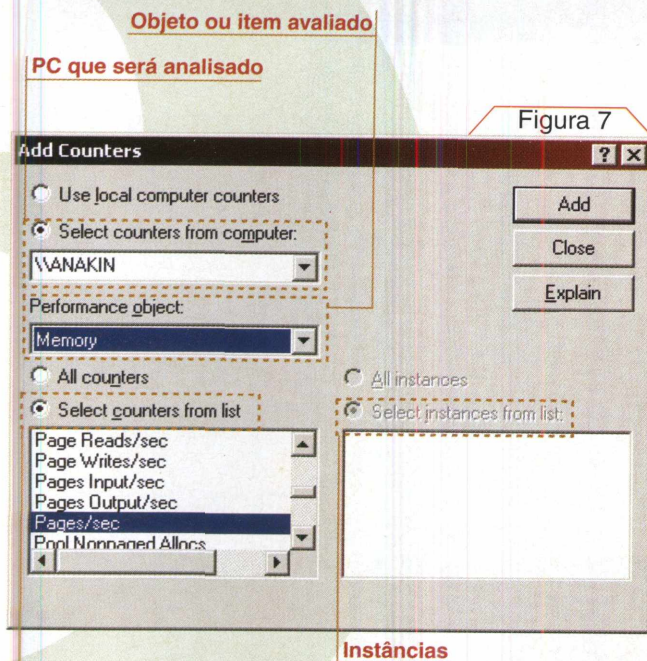 Objeto ou item avaliado
PC que será analisado
Figura 7
Add Counters
Use local computer counters
Add
Select counters from computer:
Close
\\ANAKIN
Explain
Performance object:
Memory
All counters
All instances
Select counters from list
Select instances from list:
Page Reads/sec
Page Writes/sec
Pages Input/sec
Pages Output/sec
Pages/sec
Pool Nonpaged Allocs
Instâncias